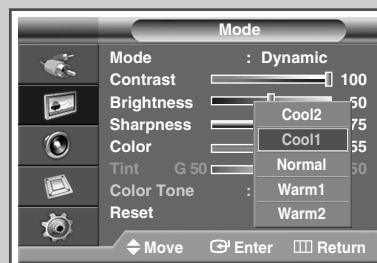 Mode
Mode : Dynamic
Contrast 100
Brightness 50
Sharpness 75
Color 55
Tint G 50 50
Color Tone :
Reset
Cool2
Cool1
Normal
Warm1
Warm2
Move Enter Return